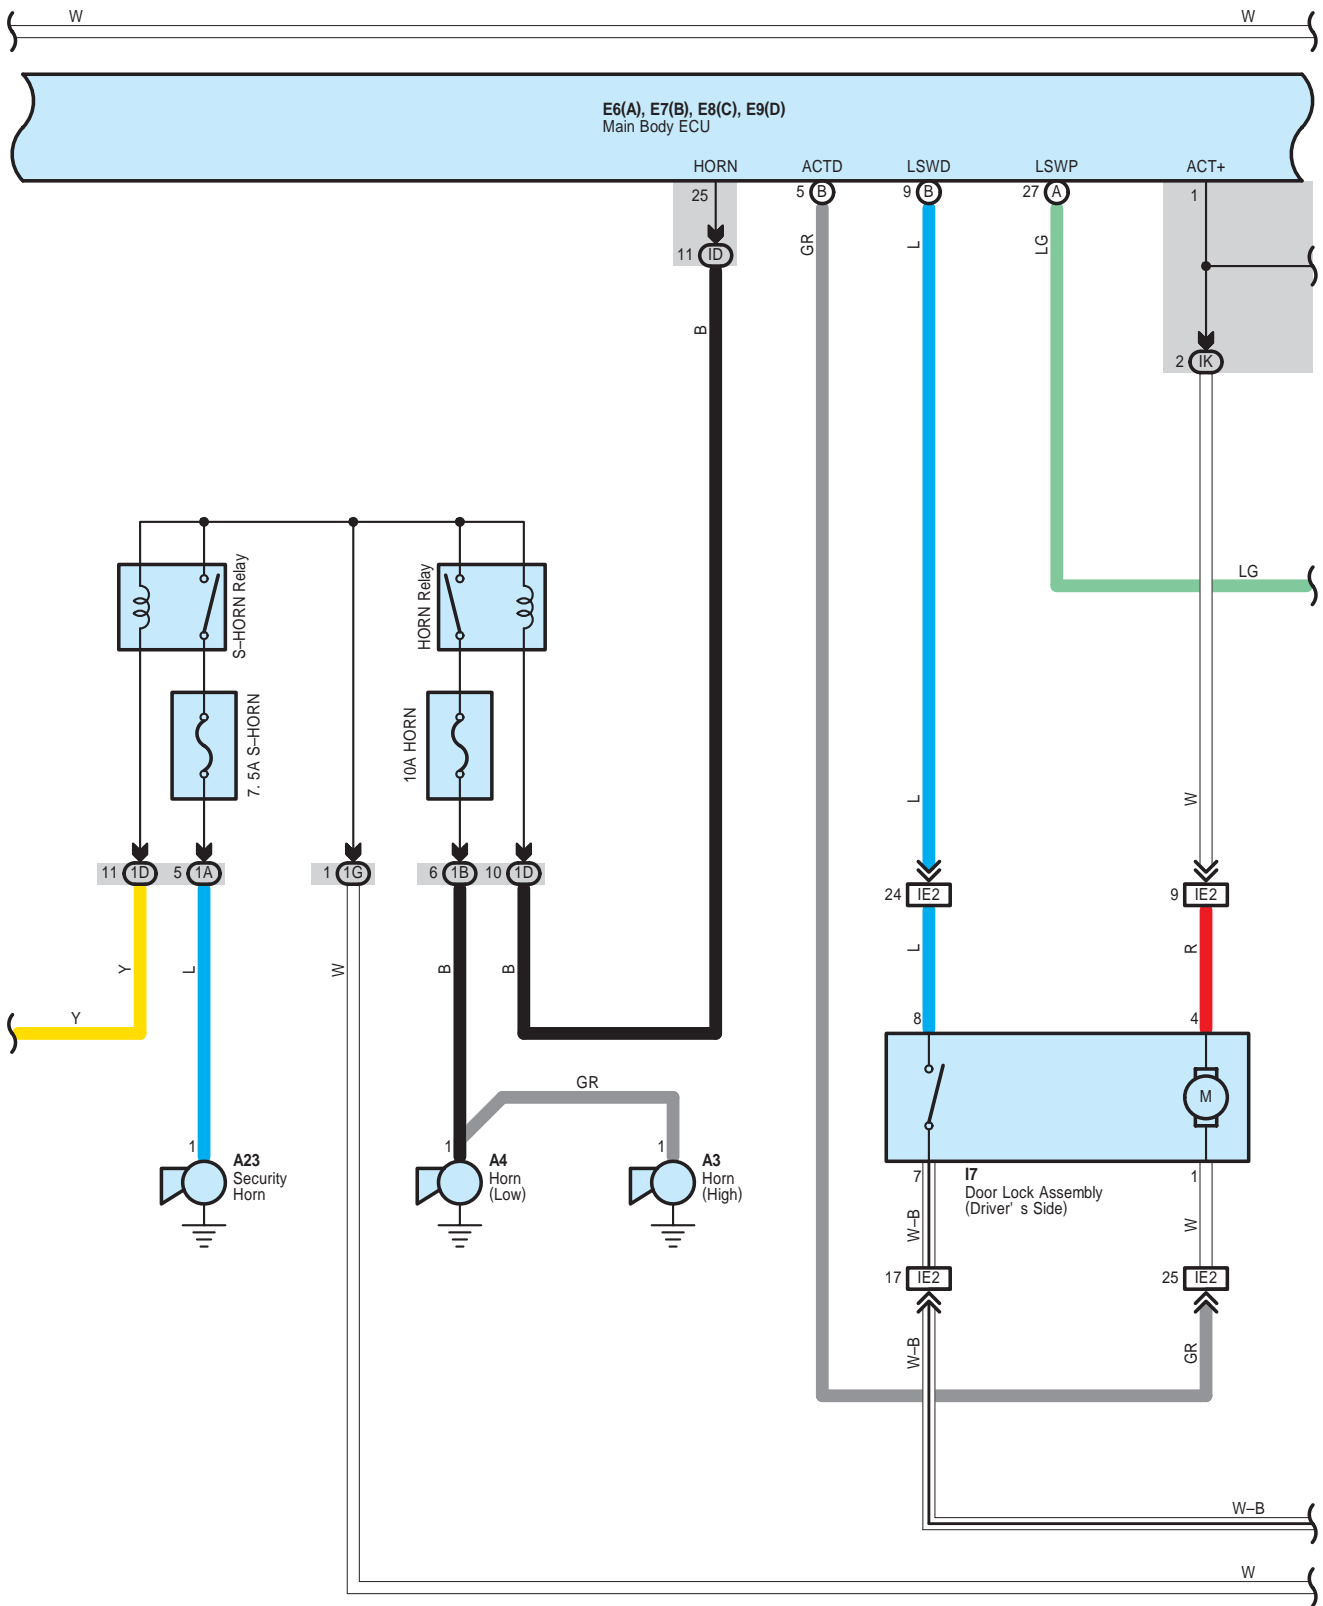 W
W
E6(A), E7(B), E8(C), E9(D)
Main Body ECU
HORN
ACTD
LSWD
LSWP
ACT+
25
5 B
9 B
27 A
1
11 ID
GR
L
LG
B
2 IK
LG
S–HORN Relay
HORN Relay
7. 5A S–HORN
10A HORN
L
W
11 1D
5 1A
1 1G
6 1B
10 1D
24 IE2
9 IE2
Y
L
W
B
B
L
R
Y
8
4
GR
M
1
1
1
A23
Security
Horn
A4
Horn
(Low)
A3
Horn
(High)
7
I7
Door Lock Assembly
(Driver' s Side)
1
W–B
W
17 IE2
25 IE2
W–B
GR
W–B
W